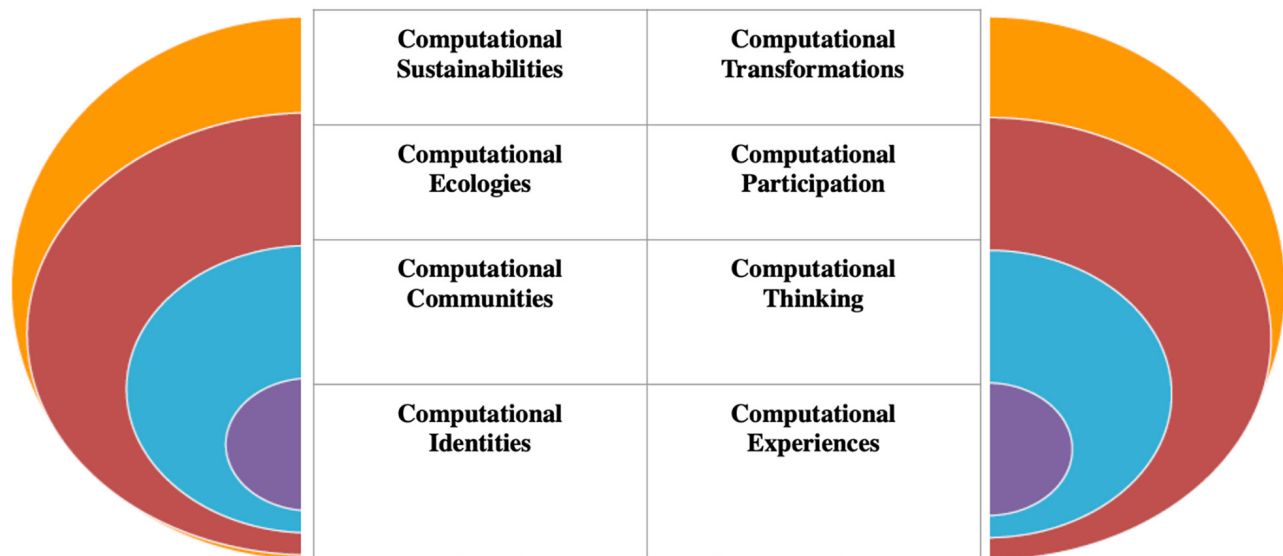 Computational
Sustainabilities
Computational
Transformations
Computational
Ecologies
Computational
Participation
Computational
Communities
Computational
Thinking
Computational
Identities
Computational
Experiences